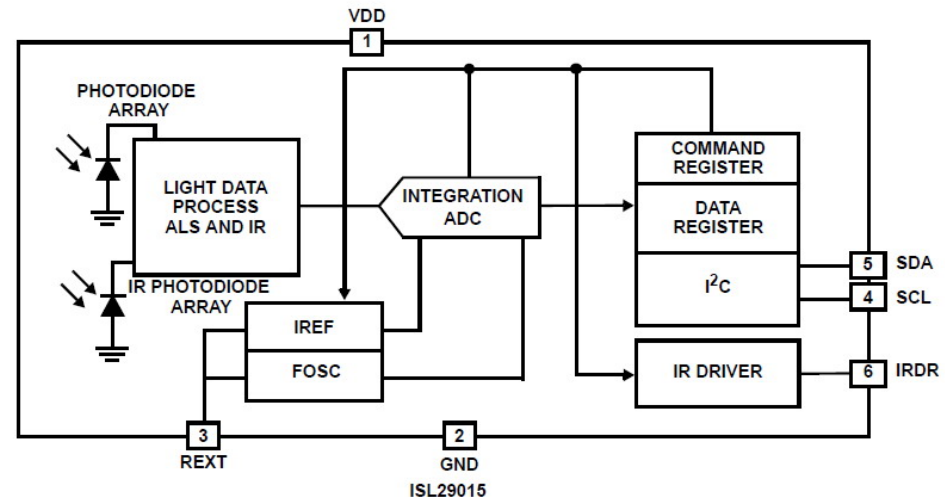 VDD
1
PHOTODIODE
ARRAY
LIGHT DATA
PROCESS
ALS AND IR
IR PHOTODIODE
ARRAY
INTEGRATION
ADC
IREF
FOSC
COMMAND
REGISTER
DATA
REGISTER
I²C
5 SDA
4 SCL
IR DRIVER
6 IRDR
3
REXT
2
GND
ISL29015